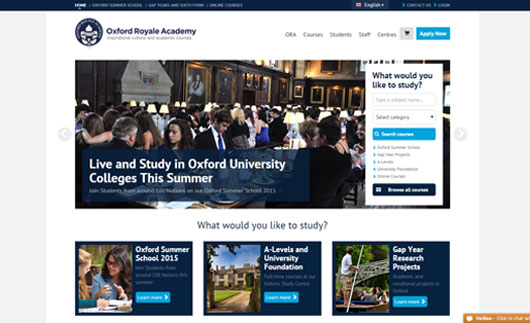 HOME | OXFORD SUMMER SCHOOL | GAP YEARS AND SIXTH FORM | ONLINE COURSES
English
CONTACT US
LOGIN
Oxford Royale Academy
inspirational culture and academic courses
ORA Courses Students Staff Centres
Apply Now
What would you
like to study?
Type a subject name...
Select category
Search courses
Oxford Summer School
Gap Year Projects
A-Levels
University Foundation
Online Courses
Browse all courses
Live and Study in Oxford University
Colleges This Summer
Join Students from around 100 Nations on our Oxford Summer School 2015
What would you like to study?
Oxford Summer
School 2015
Join Students from
around 100 Nations
this Summer.
Learn more
A-Levels and
University
Foundation
Full-time courses at our
historic Study Centre.
Learn more
Gap Year
Research
Projects
Academic and
vocational projects in
Oxford.
Learn more
Online - Click to chat